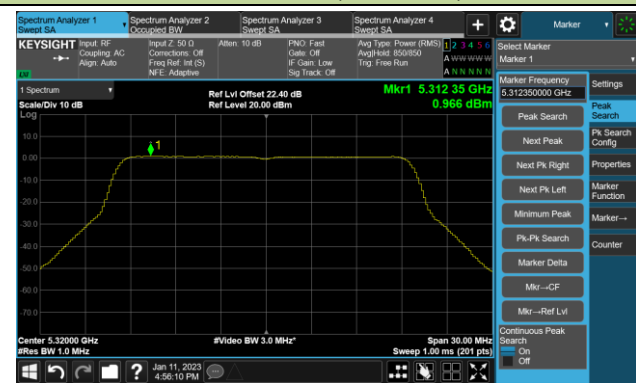 Spectrum Analyzer 1
Swept SA
Spectrum Analyzer 2
Occupied BW
Spectrum Analyzer 3
Swept SA
Spectrum Analyzer 4
Swept SA
Marker
KEYSIGHT
Input: RF
Coupling: AC
Align: Auto
Input Z: 50 Ω
Corrections: Off
Freq Ref: Int (S)
NFE: Adaptive
Atten: 10 dB
PNO: Fast
Gate: Off
IF Gain: Low
Sig Track: Off
Avg Type: Power (RMS)
Avg|Hold: 850/850
Trig: Free Run
1 2 3 4 5 6
A W W W W W
A N N N N N
Select Marker
Marker 1
1 Spectrum
Scale/Div 10 dB
Log
Ref Lvl Offset 22.40 dB
Ref Level 20.00 dBm
Mkr1 5.312 35 GHz
0.966 dBm
10.0
0.00
-10.0
-20.0
-30.0
-40.0
-50.0
-60.0
-70.0
1
Center 5.32000 GHz
#Res BW 1.0 MHz
#Video BW 3.0 MHz*
Span 30.00 MHz
Sweep 1.00 ms (201 pts)
Marker Frequency
5.312350000 GHz
Peak Search
Next Peak
Next Pk Right
Next Pk Left
Minimum Peak
Pk-Pk Search
Marker Delta
Mkr→CF
Mkr→Ref Lvl
Continuous Peak
Search
On
Off
Settings
Peak
Search
Pk Search
Config
Properties
Marker
Function
Marker→
Counter
Jan 11, 2023
4:56:10 PM